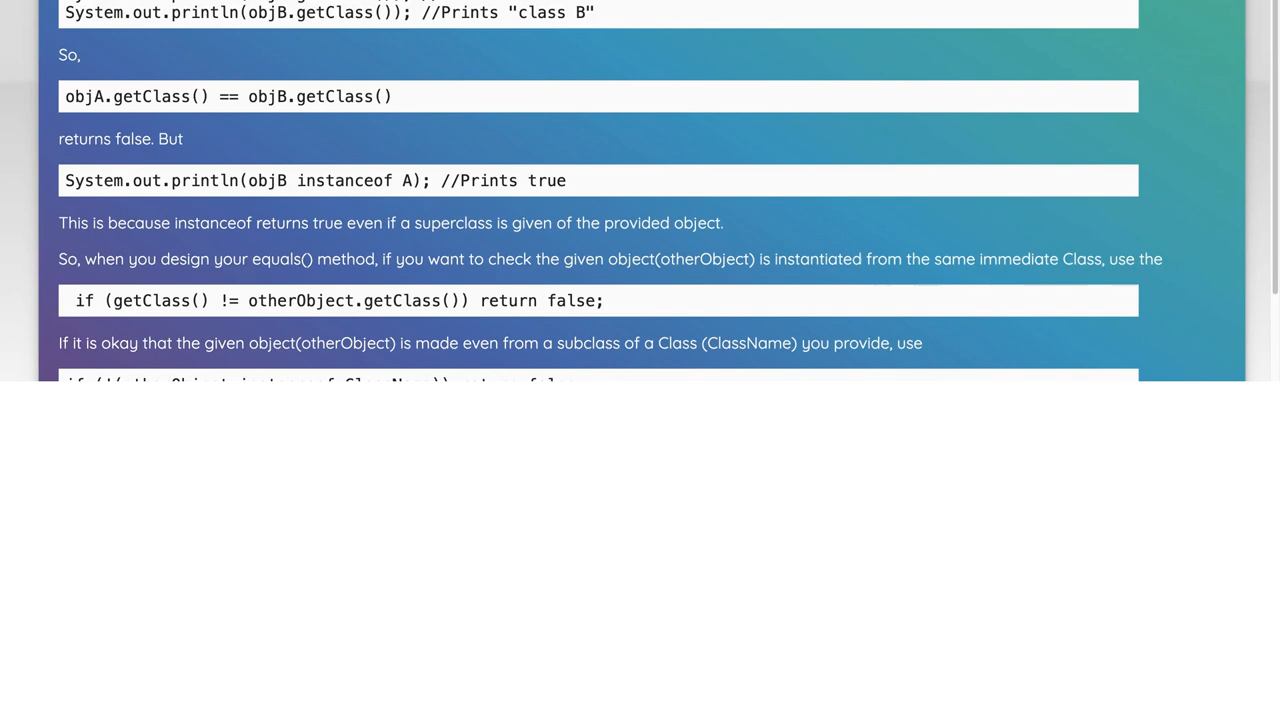 System.out.println(objB.getClass()); //Prints "class B"
So,
objA.getClass() == objB.getClass()
returns false. But
System.out.println(objB instanceof A); //Prints true
This is because instanceof returns true even if a superclass is given of the provided object.
So, when you design your equals() method, if you want to check the given object(otherObject) is instantiated from the same immediate Class, use the
if (getClass() != otherObject.getClass()) return false;
If it is okay that the given object(otherObject) is made even from a subclass of a Class (ClassName) you provide, use